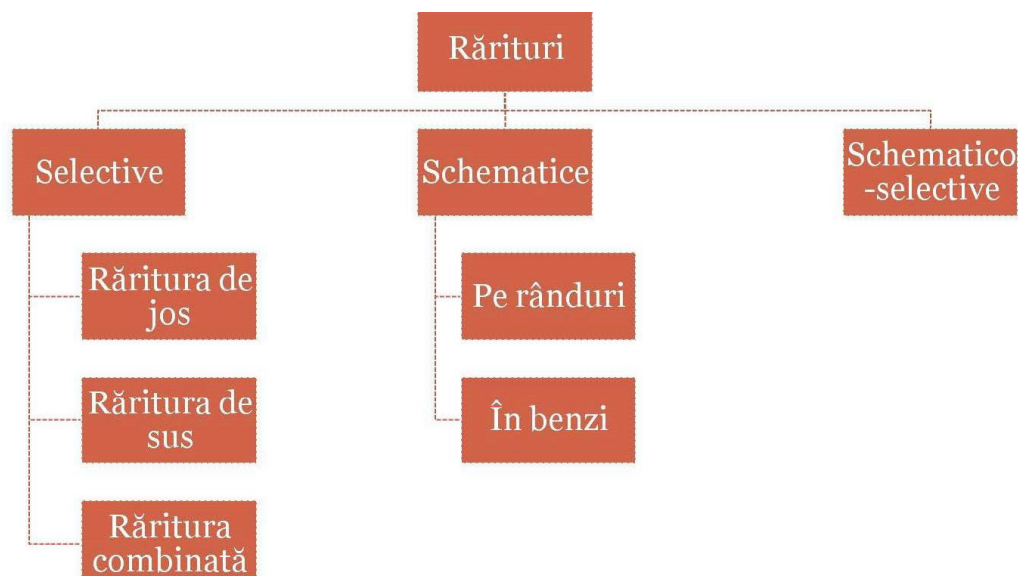 Rărituri
Selective
Schematice
Schematico
-selective
Răritura de
jos
Pe rânduri
Răritura de
sus
În benzi
Răritura
combinată